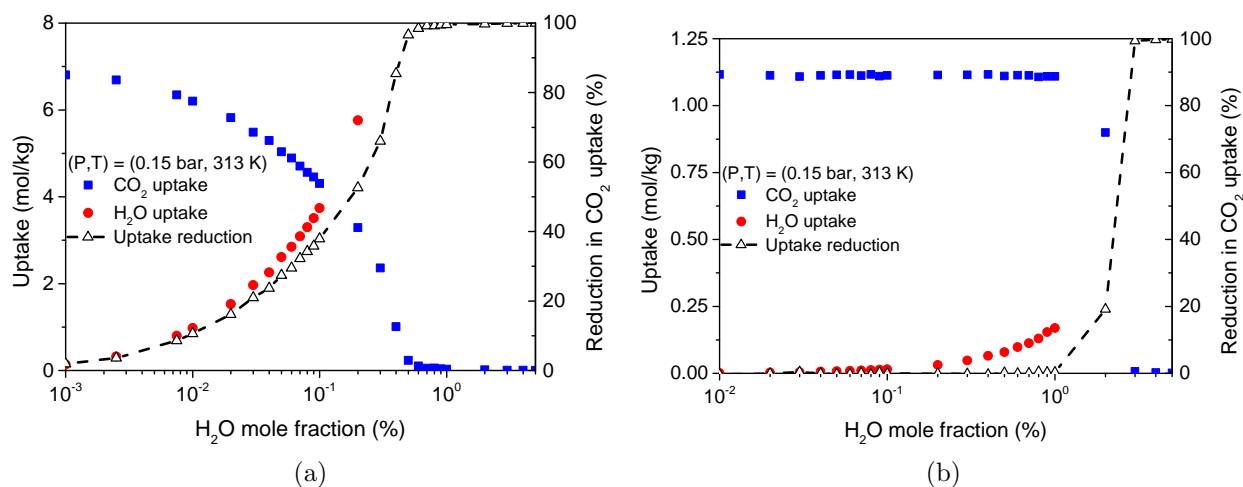 8
6
4
2
0
Uptake (mol/kg)
100
80
60
40
20
0
Reduction in CO₂ uptake (%)
(P,T) = (0.15 bar, 313 K)
CO₂ uptake
H₂O uptake
Uptake reduction
10⁻³ 10⁻² 10⁻¹ 10⁰
H₂O mole fraction (%)
(a)
1.25
1.00
0.75
0.50
0.25
0.00
Uptake (mol/kg)
100
80
60
40
20
0
Reduction in CO₂ uptake (%)
(P,T) = (0.15 bar, 313 K)
CO₂ uptake
H₂O uptake
Uptake reduction
10⁻² 10⁻¹ 10⁰
H₂O mole fraction (%)
(b)